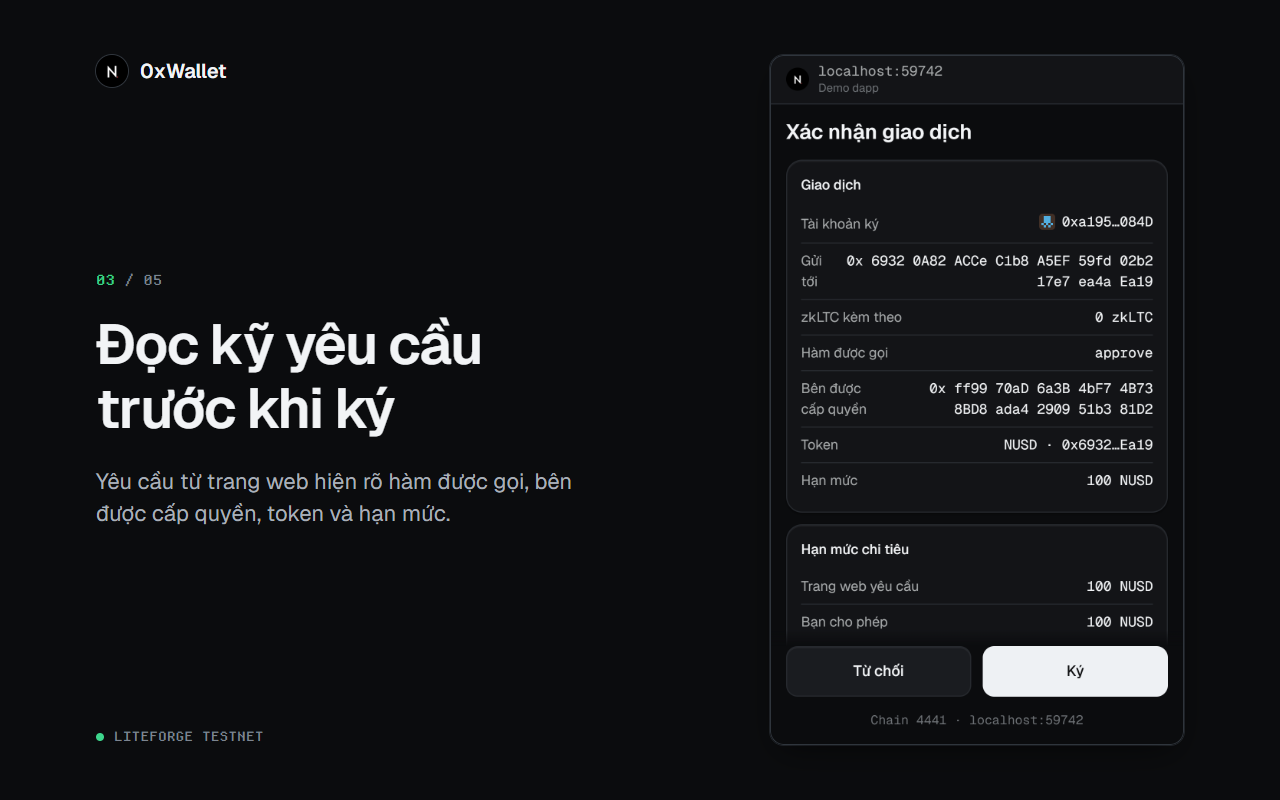 N 0xWallet
03 / 05
Đọc kỹ yêu cầu
trước khi ký
Yêu cầu từ trang web hiện rõ hàm được gọi, bên
được cấp quyền, token và hạn mức.
LITEFORGE TESTNET
N localhost:59742
Demo dapp
Xác nhận giao dịch
Giao dịch
Tài khoản ký 0xa195…084D
Gửi 0x 6932 0A82 ACCe C1b8 A5EF 59fd 02b2
tới 17e7 ea4a Ea19
zkLTC kèm theo 0 zkLTC
Hàm được gọi approve
Bên được 0x ff99 70aD 6a3B 4bF7 4B73
cấp quyền 8BD8 ada4 2909 51b3 81D2
Token NUSD · 0x6932…Ea19
Hạn mức 100 NUSD
Hạn mức chi tiêu
Trang web yêu cầu 100 NUSD
Bạn cho phép 100 NUSD
Từ chối Ký
Chain 4441 · localhost:59742